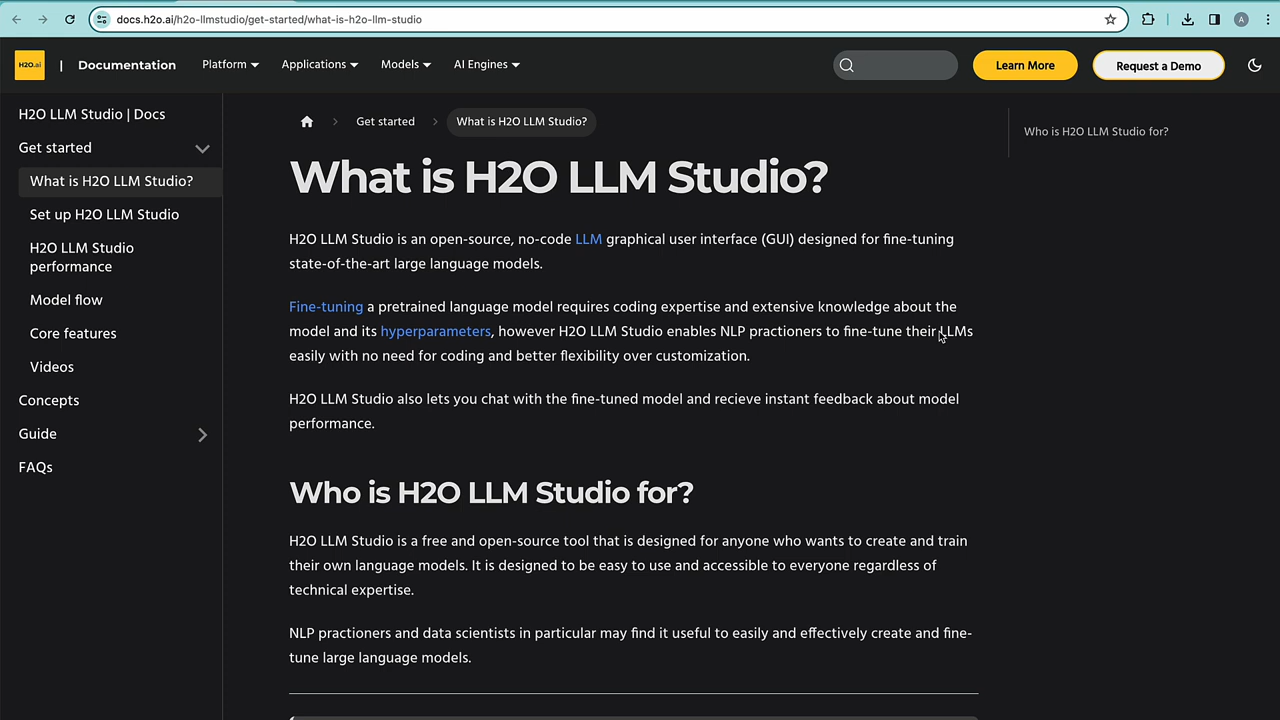 docs.h2o.ai/h2o-llmstudio/get-started/what-is-h2o-llm-studio
A
H2O.ai | Documentation Platform Applications Models AI Engines Learn More Request a Demo
H2O LLM Studio | Docs
Get started
What is H2O LLM Studio?
Set up H2O LLM Studio
H2O LLM Studio
performance
Model flow
Core features
Videos
Concepts
Guide
FAQs
Get started What is H2O LLM Studio?
What is H2O LLM Studio?
H2O LLM Studio is an open-source, no-code LLM graphical user interface (GUI) designed for fine-tuning
state-of-the-art large language models.
Fine-tuning a pretrained language model requires coding expertise and extensive knowledge about the
model and its hyperparameters, however H2O LLM Studio enables NLP practioners to fine-tune their LLMs
easily with no need for coding and better flexibility over customization.
H2O LLM Studio also lets you chat with the fine-tuned model and recieve instant feedback about model
performance.
Who is H2O LLM Studio for?
H2O LLM Studio is a free and open-source tool that is designed for anyone who wants to create and train
their own language models. It is designed to be easy to use and accessible to everyone regardless of
technical expertise.
NLP practioners and data scientists in particular may find it useful to easily and effectively create and fine-
tune large language models.
Who is H2O LLM Studio for?